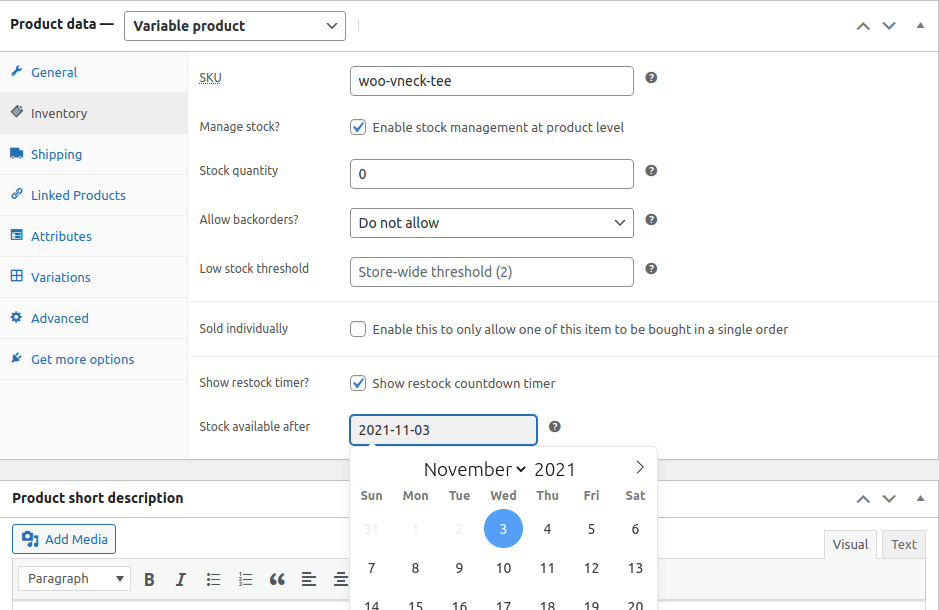 Product data — Variable product
General
Inventory
Shipping
Linked Products
Attributes
Variations
Advanced
Get more options
SKU woo-vneck-tee
Manage stock? Enable stock management at product level
Stock quantity 0
Allow backorders? Do not allow
Low stock threshold Store-wide threshold (2)
Sold individually Enable this to only allow one of this item to be bought in a single order
Show restock timer? Show restock countdown timer
Stock available after 2021-11-03
November 2021
Sun Mon Tue Wed Thu Fri Sat
31 1 2 3 4 5 6
7 8 9 10 11 12 13
14 15 16 17 18 19 20
Product short description
Add Media
Visual Text
Paragraph B I